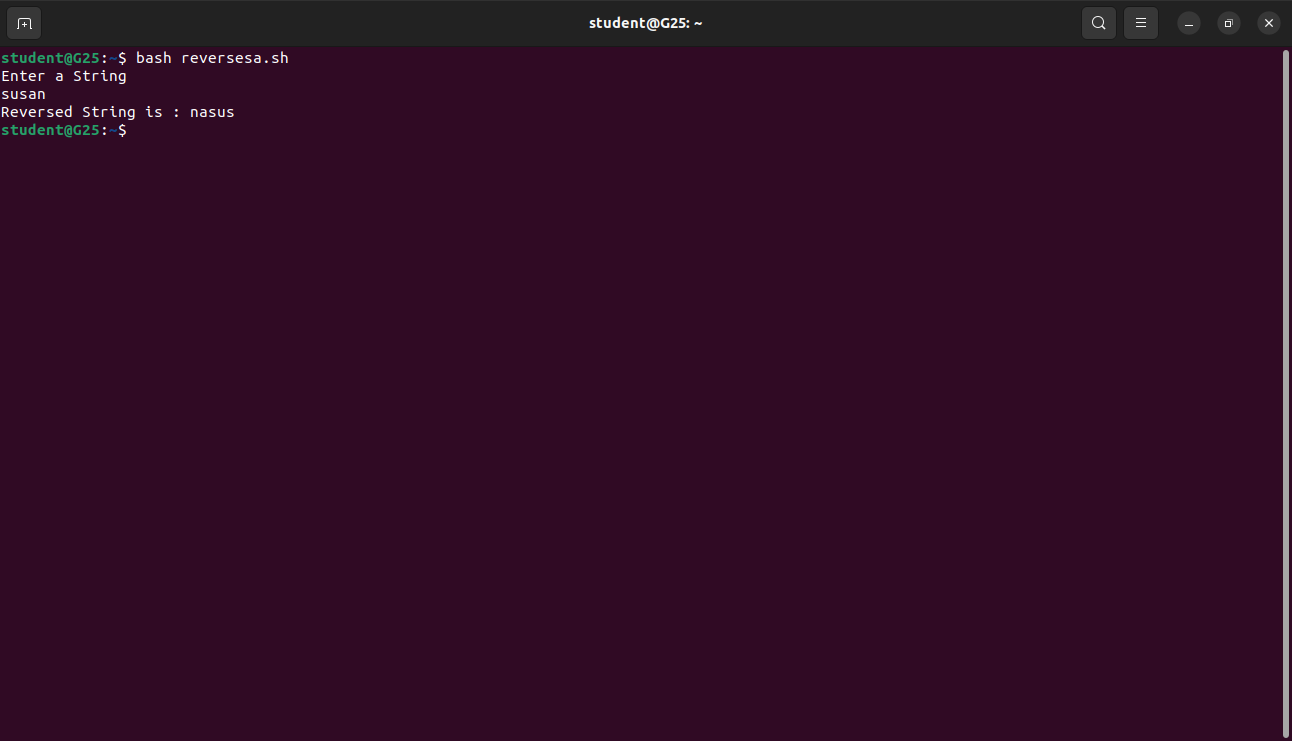 student@G25: ~
student@G25:~$ bash reversesa.sh
Enter a String
susan
Reversed String is : nasus
student@G25:~$